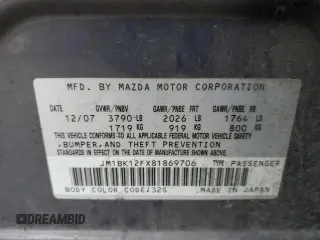 MFD. BY MAZDA MOTOR CORPORATION
DATE GVWR/PNBV GAWR/PNBE FRT AV GAWR/PNBE RR AR
12/07 3790 LB 2026 LB 1764 LB
1719 KG 919 KG 800 KG
THIS VEHICLE CONFORMS TO ALL APPLICABLE FEDERAL MOTOR VEHICLE SAFETY
, BUMPER, AND THEFT PREVENTION
STANDARDS IN EFFECT ON THE DATE OF MANUFACTURE SHOWN ABOVE.
JM1BK12FX81869706 TYPE: PASSENGER
BODY COLOR CODE:32S MADE IN JAPAN
DREAMBID